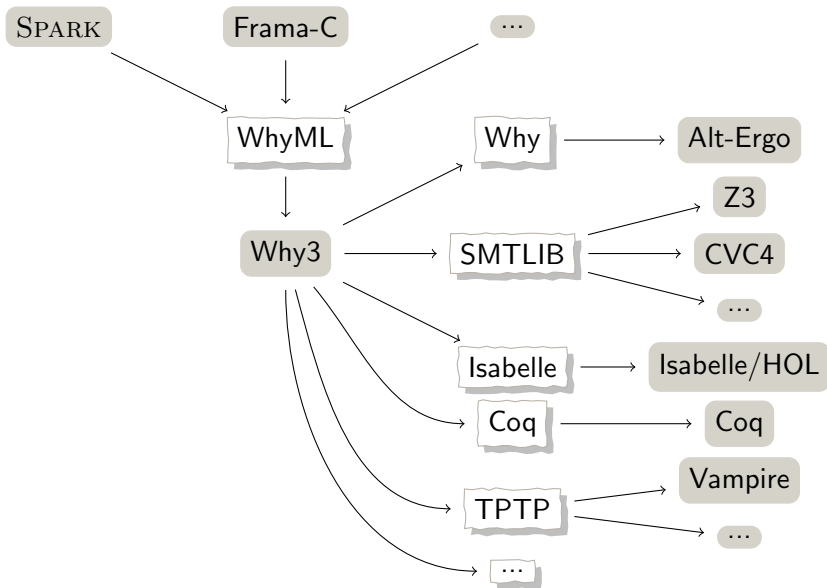 SPARK
Frama-C
...
WhyML
Why
Alt-Ergo
Z3
Why3
SMTLIB
CVC4
...
Isabelle
Isabelle/HOL
Coq
Coq
Vampire
TPTP
...
...